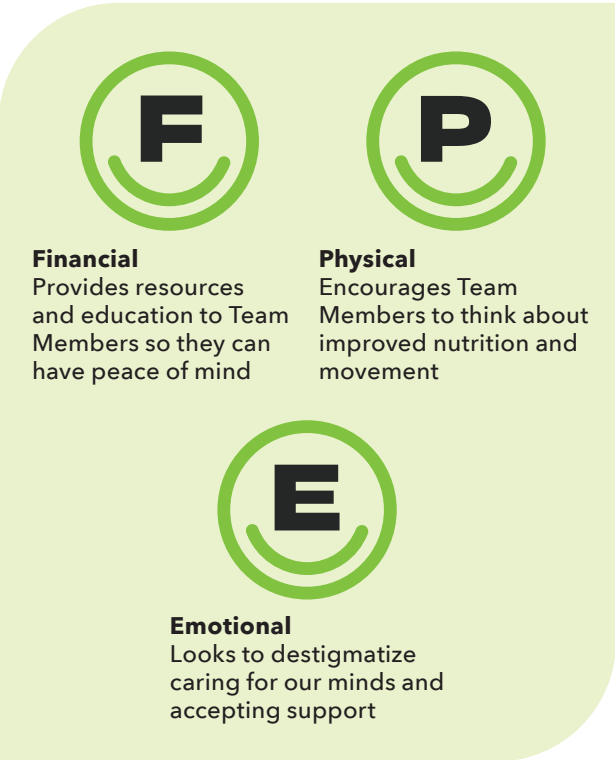 F
Financial
Provides resources
and education to Team
Members so they can
have peace of mind
P
Physical
Encourages Team
Members to think about
improved nutrition and
movement
E
Emotional
Looks to destigmatize
caring for our minds and
accepting support